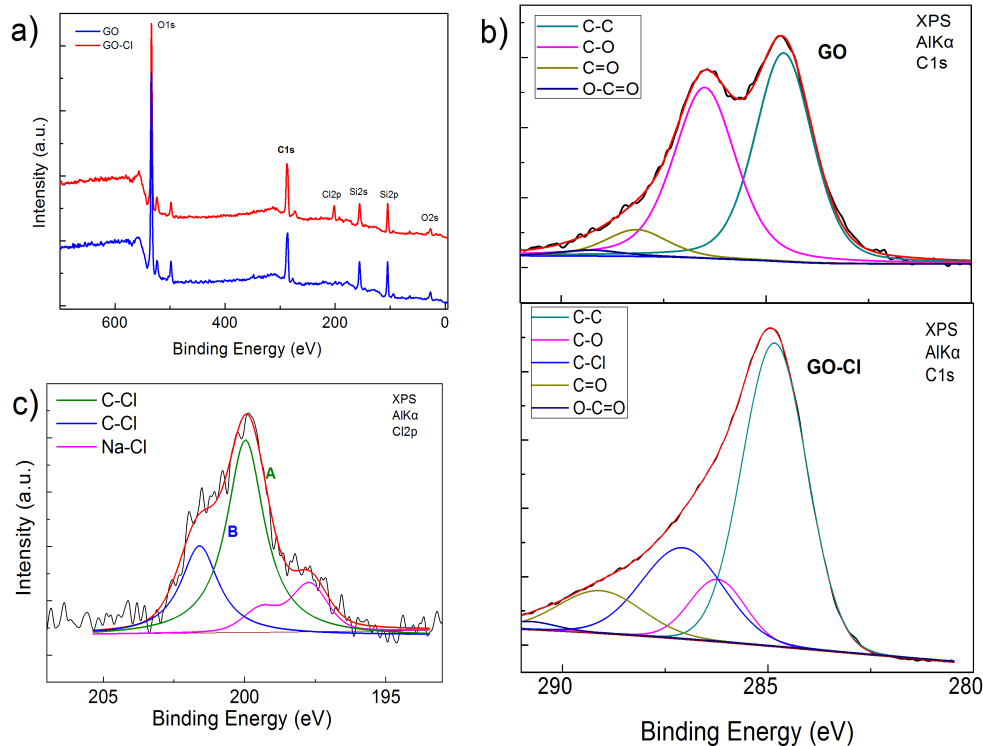 a)
GO
GO-Cl
O1s
C1s
Cl2p
Si2s
Si2p
O2s
Intensity (a.u.)
600
400
200
0
Binding Energy (eV)
b)
C-C
C-O
C=O
O-C=O
GO
XPS
AlKα
C1s
C-C
C-O
C-Cl
C=O
O-C=O
GO-Cl
XPS
AlKα
C1s
290
285
280
Binding Energy (eV)
c)
C-Cl
C-Cl
Na-Cl
XPS
AlKα
Cl2p
A
B
Intensity (a.u.)
205
200
195
Binding Energy (eV)